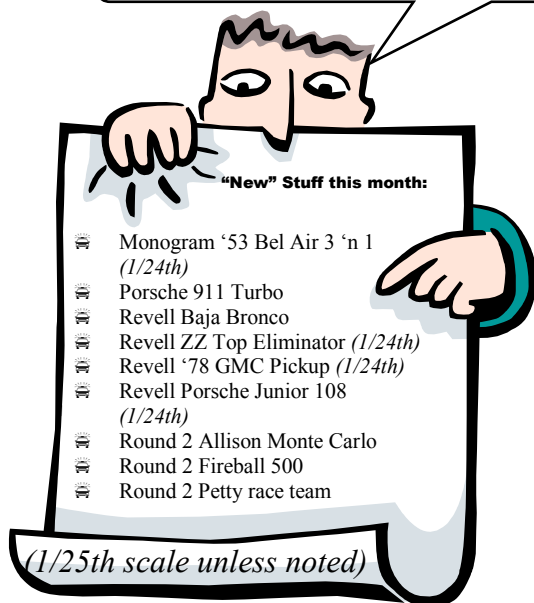 “New” Stuff this month:
Monogram ‘53 Bel Air 3 ‘n 1
(1/24th)
Porsche 911 Turbo
Revell Baja Bronco
Revell ZZ Top Eliminator (1/24th)
Revell ‘78 GMC Pickup (1/24th)
Revell Porsche Junior 108
(1/24th)
Round 2 Allison Monte Carlo
Round 2 Fireball 500
Round 2 Petty race team
(1/25th scale unless noted)